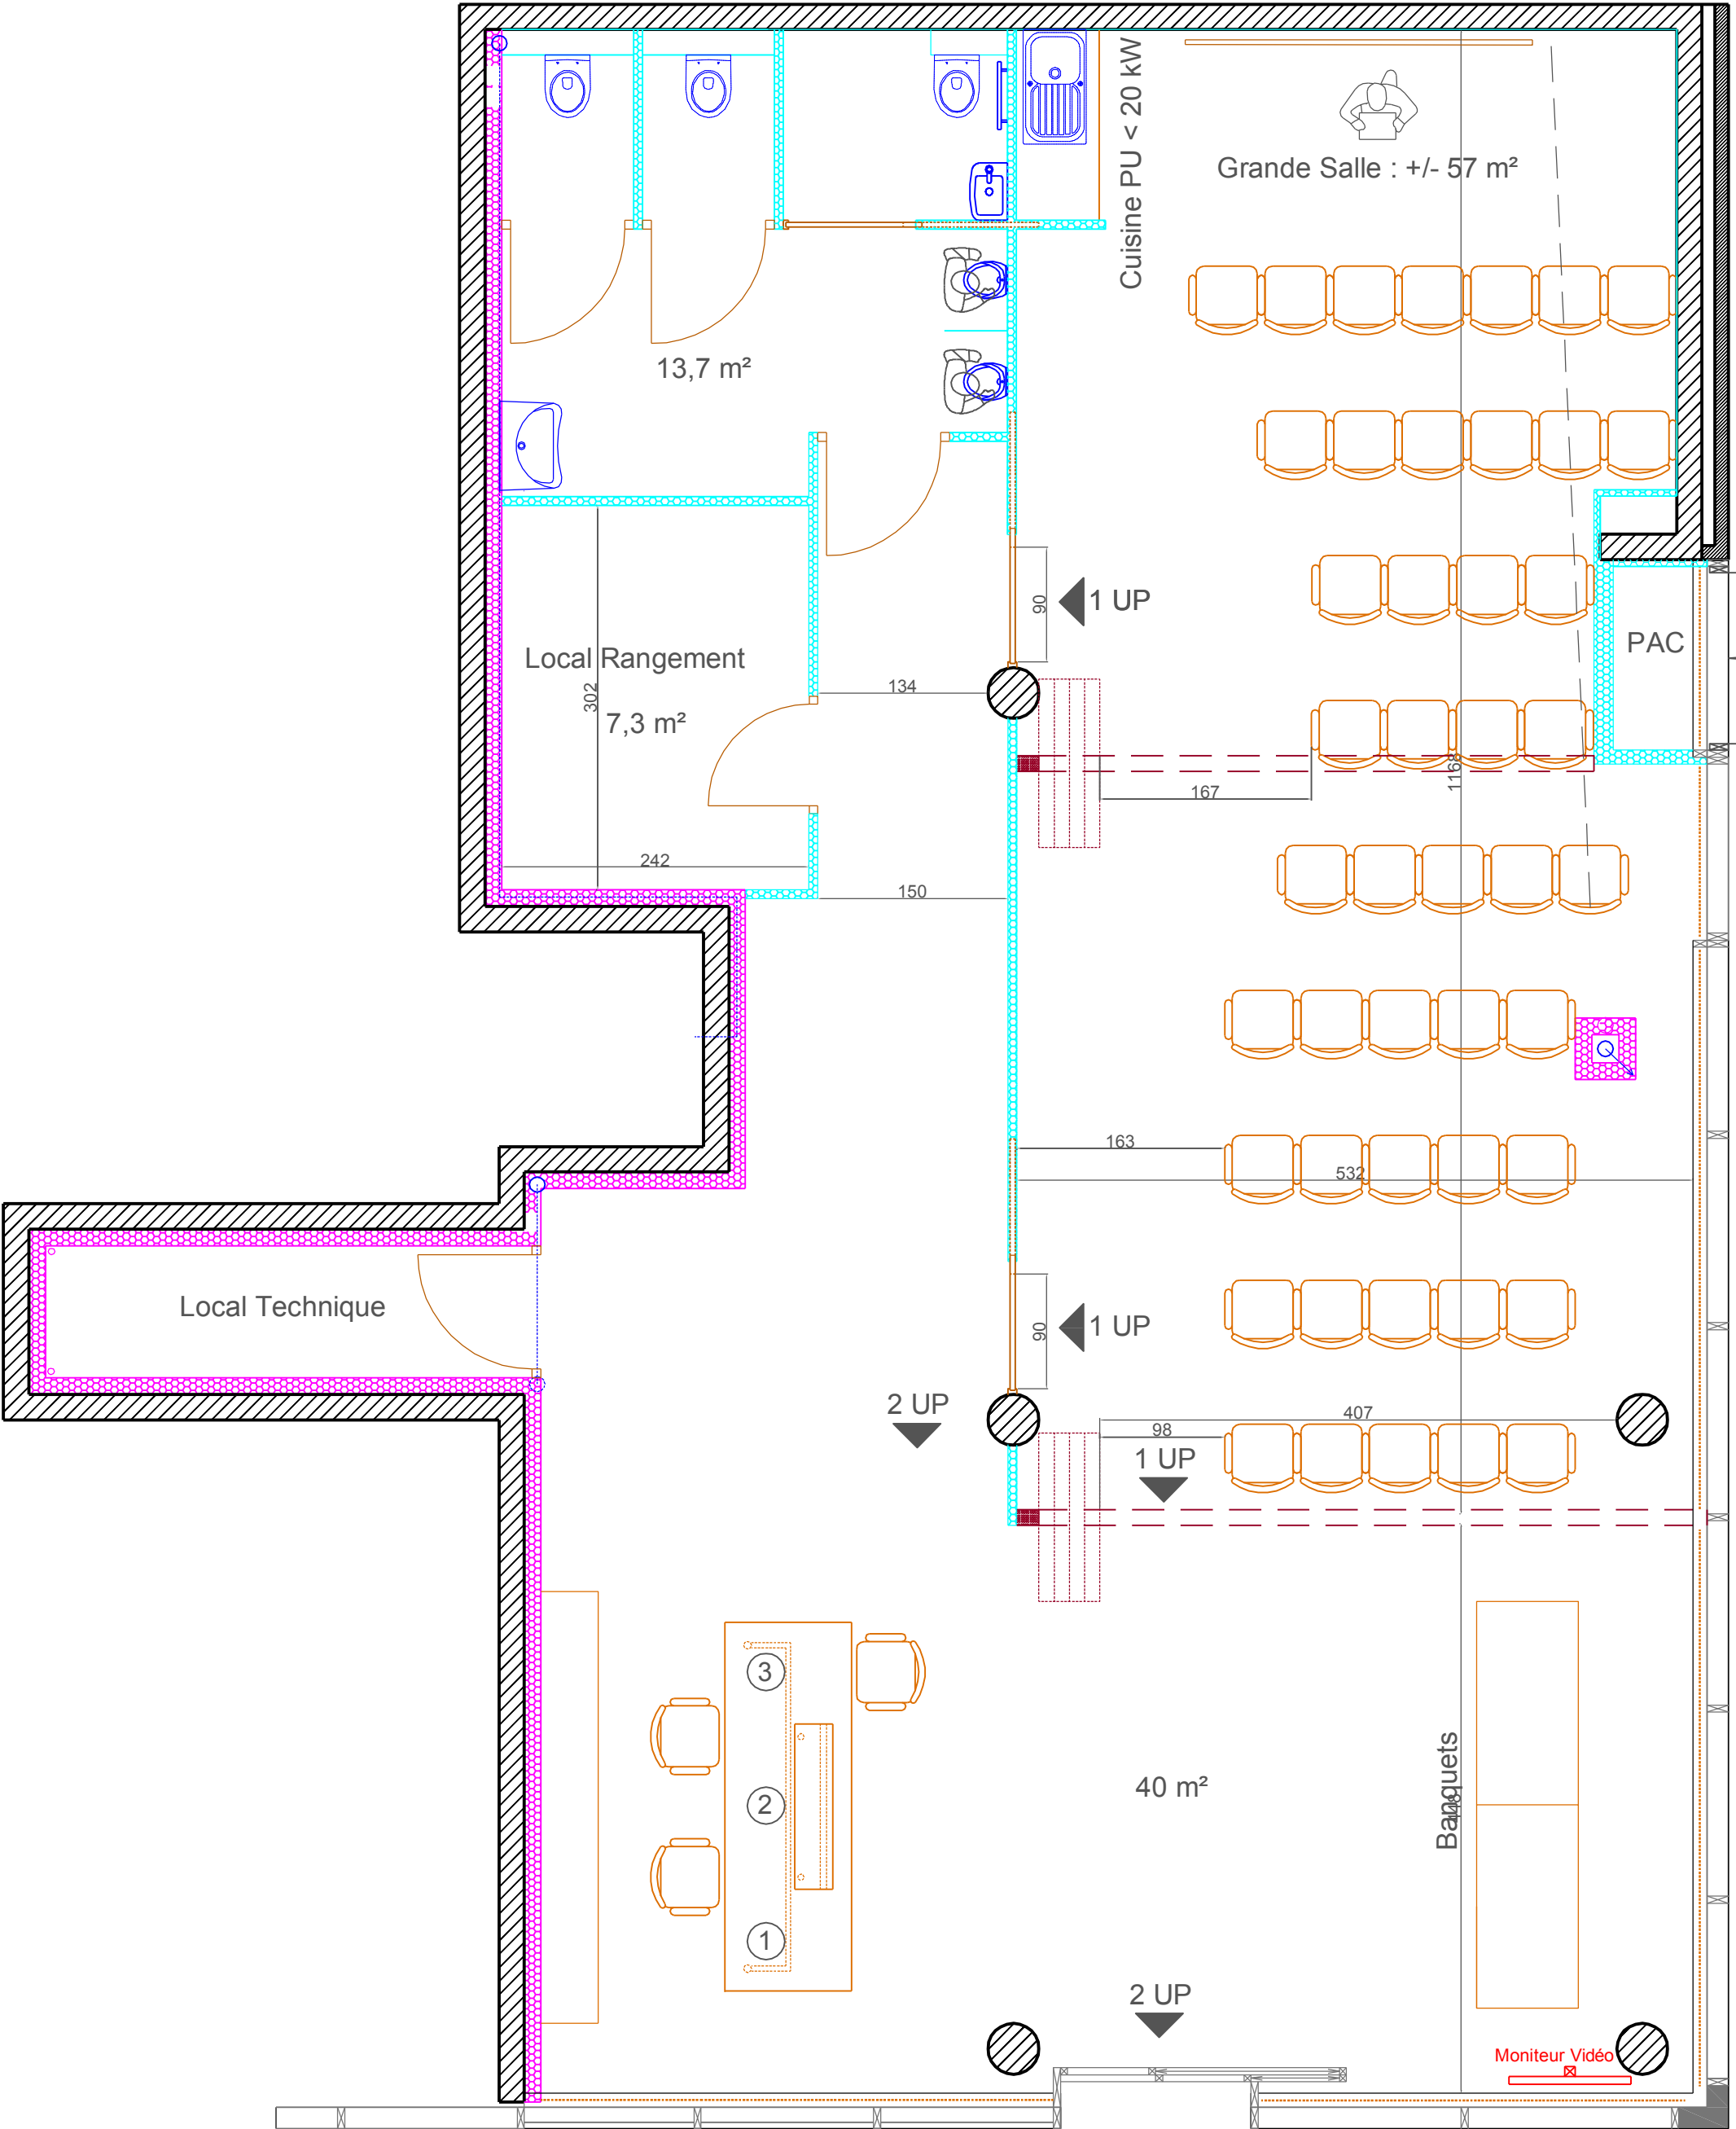 Cuisine PU < 20 kW
Grande Salle : +/- 57 m²
13,7 m²
90
1 UP
PAC
Local Rangement
302
7,3 m²
134
1168
167
242
150
163
532
Local Technique
90
1 UP
2 UP
407
98
1 UP
3
2
1
40 m²
Banquets
448
2 UP
Moniteur Vidéo